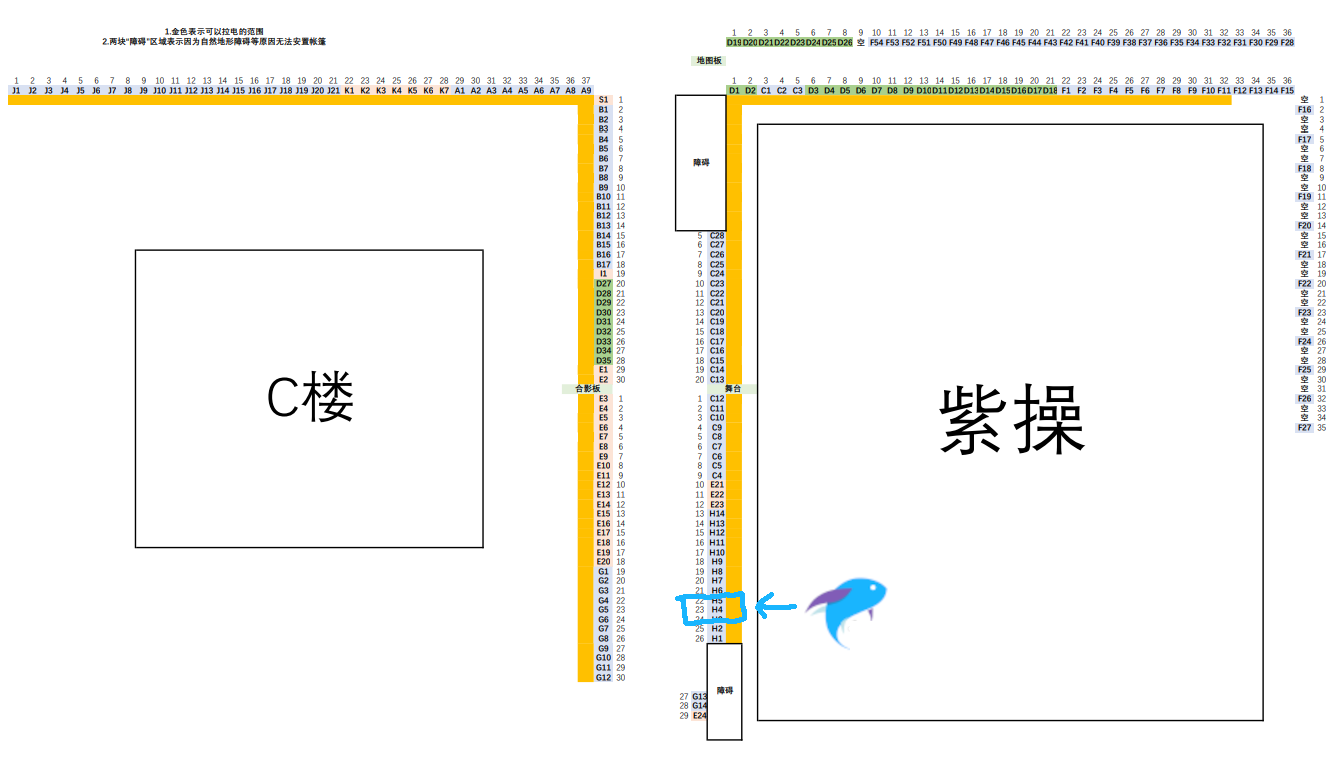 1.金色表示可以拉电的范围
2.两块"障碍"区域表示因为自然地形障碍等原因无法安置帐篷
1 2 3 4 5 6 7 8 9 10 11 12 13 14 15 16 17 18 19 20 21 22 23 24 25 26 27 28 29 30 31 32 33 34 35 36 37
J1 J2 J3 J4 J5 J6 J7 J8 J9 J10 J11 J12 J13 J14 J15 J16 J17 J18 J19 J20 J21 K1 K2 K3 K4 K5 K6 K7 A1 A2 A3 A4 A5 A6 A7 A8 A9
S1 1
B1 2
B2 3
B3 4
B4 5
B5 6
B6 7
B7 8
B8 9
B9 10
B10 11
B11 12
B12 13
B13 14
B14 15
B15 16
B16 17
B17 18
I1 19
D27 20
D28 21
D29 22
D30 23
D31 24
D32 25
D33 26
D34 27
D35 28
E1 29
E2 30
合影板
E3 1
E4 2
E5 3
E6 4
E7 5
E8 6
E9 7
E10 8
E11 9
E12 10
E13 11
E14 12
E15 13
E16 14
E17 15
E18 16
E19 17
E20 18
G1 19
G2 20
G3 21
G4 22
G5 23
G6 24
G7 25
G8 26
G9 27
G10 28
G11 29
G12 30
C楼
1 2 3 4 5 6 7 8 9 10 11 12 13 14 15 16 17 18 19 20 21 22 23 24 25 26 27 28 29 30 31 32 33 34 35 36
D19 D20 D21 D22 D23 D24 D25 D26 空 F54 F53 F52 F51 F50 F49 F48 F47 F46 F45 F44 F43 F42 F41 F40 F39 F38 F37 F36 F35 F34 F33 F32 F31 F30 F29 F28
地图板
1 2 3 4 5 6 7 8 9 10 11 12 13 14 15 16 17 18 19 20 21 22 23 24 25 26 27 28 29 30 31 32 33 34 35 36
D1 D2 C1 C2 C3 D3 D4 D5 D6 D7 D8 D9 D10 D11 D12 D13 D14 D15 D16 D17 D18 F1 F2 F3 F4 F5 F6 F7 F8 F9 F10 F11 F12 F13 F14 F15
障碍
5 C28
6 C27
7 C26
8 C25
9 C24
10 C23
11 C22
12 C21
13 C20
14 C19
15 C18
16 C17
17 C16
18 C15
19 C14
20 C13
舞台
1 C12
2 C11
3 C10
4 C9
5 C8
6 C7
7 C6
8 C5
9 C4
10 E21
11 E22
12 E23
13 H14
14 H13
15 H12
16 H11
17 H10
18 H9
19 H8
20 H7
21 H6
22 H5
23 H4
24 H3
25 H2
26 H1
障碍
27 G13
28 G14
29 E24
紫操
空 1
F16 2
空 3
空 4
F17 5
空 6
空 7
F18 8
空 9
空 10
F19 11
空 12
空 13
F20 14
空 15
空 16
F21 17
空 18
空 19
F22 20
空 21
空 22
F23 23
空 24
空 25
F24 26
空 27
空 28
F25 29
空 30
空 31
F26 32
空 33
空 34
F27 35